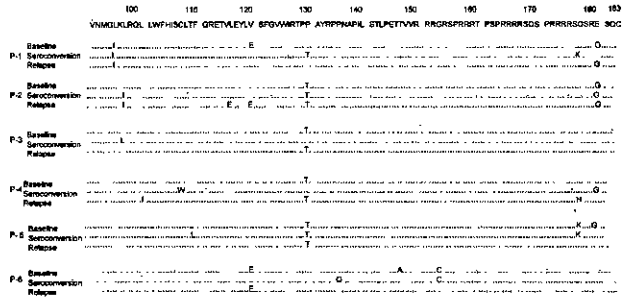 100 110 120 130 140 150 160 170 180 183
VNMGLKLRQL LWFHISCLTF GRETVLEYLV SFGVWIRTPP AYRPPNAPIL STLPETTVVR RRGRSPRRRT PSPRRRRSDS PRRRRSQSRE SQC
P-1 Baseline I E G
Seroconversion I T K
Relapse I G
P-2 Baseline T G
Seroconversion I T G
Relapse I E E T G
P-3 Baseline T
Seroconversion L
Relapse T
P-4 Baseline T
Seroconversion W G
Relapse T
P-5 Baseline T K G
Seroconversion I T K
Relapse T
P-6 Baseline E A C
Seroconversion G C
Relapse E